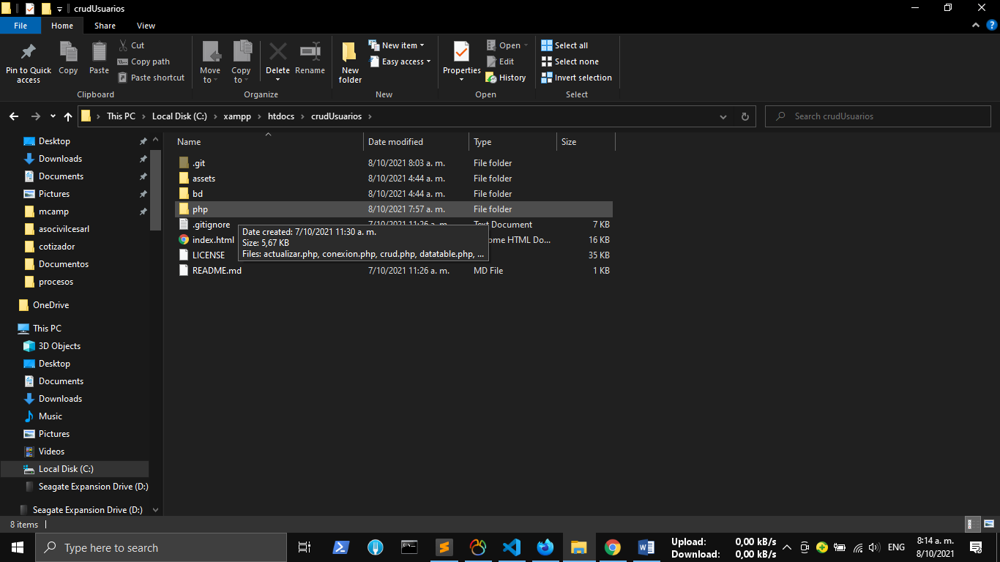 crudUsuarios
File Home Share View
Pin to Quick access
Copy
Paste
Cut
Copy path
Paste shortcut
Clipboard
Move to
Copy to
Delete
Rename
Organize
New folder
New item
Easy access
New
Properties
Open
Edit
History
Open
Select all
Select none
Invert selection
Select
This PC > Local Disk (C:) > xampp > htdocs > crudUsuarios >
Search crudUsuarios
Desktop
Downloads
Documents
Pictures
mcamp
asocivilcesarl
cotizador
Documentos
procesos
OneDrive
This PC
3D Objects
Desktop
Documents
Downloads
Music
Pictures
Videos
Local Disk (C:)
Seagate Expansion Drive (D:)
Seagate Expansion Drive (D:)
Name Date modified Type Size
.git 8/10/2021 8:03 a. m. File folder
assets 8/10/2021 4:44 a. m. File folder
bd 8/10/2021 4:44 a. m. File folder
php 8/10/2021 7:57 a. m. File folder
.gitignore 7/10/2021 11:26 a. m. Text Document 7 KB
index.html HTML Do... 16 KB
LICENSE 35 KB
README.md 7/10/2021 11:26 a. m. MD File 1 KB
Date created: 7/10/2021 11:30 a. m.
Size: 5,67 KB
Files: actualizar.php, conexion.php, crud.php, datatable.php, ...
8 items
Type here to search
Upload: 0,00 kB/s
Download: 0,00 kB/s
ENG
8:14 a. m.
8/10/2021